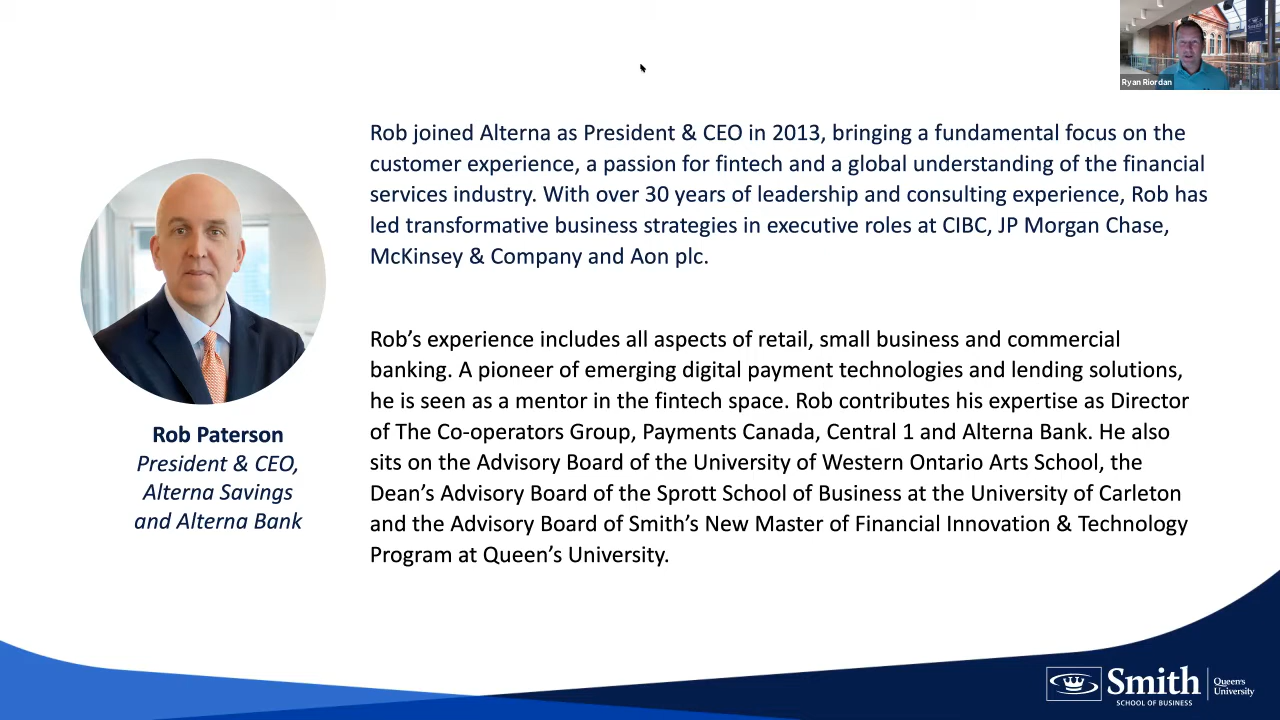 Smith
Ryan Riordan
Rob joined Alterna as President & CEO in 2013, bringing a fundamental focus on the
customer experience, a passion for fintech and a global understanding of the financial
services industry. With over 30 years of leadership and consulting experience, Rob has
led transformative business strategies in executive roles at CIBC, JP Morgan Chase,
McKinsey & Company and Aon plc.
Rob Paterson
President & CEO,
Alterna Savings
and Alterna Bank
Rob’s experience includes all aspects of retail, small business and commercial
banking. A pioneer of emerging digital payment technologies and lending solutions,
he is seen as a mentor in the fintech space. Rob contributes his expertise as Director
of The Co-operators Group, Payments Canada, Central 1 and Alterna Bank. He also
sits on the Advisory Board of the University of Western Ontario Arts School, the
Dean’s Advisory Board of the Sprott School of Business at the University of Carleton
and the Advisory Board of Smith’s New Master of Financial Innovation & Technology
Program at Queen’s University.
Smith
SCHOOL OF BUSINESS
Queen's
University